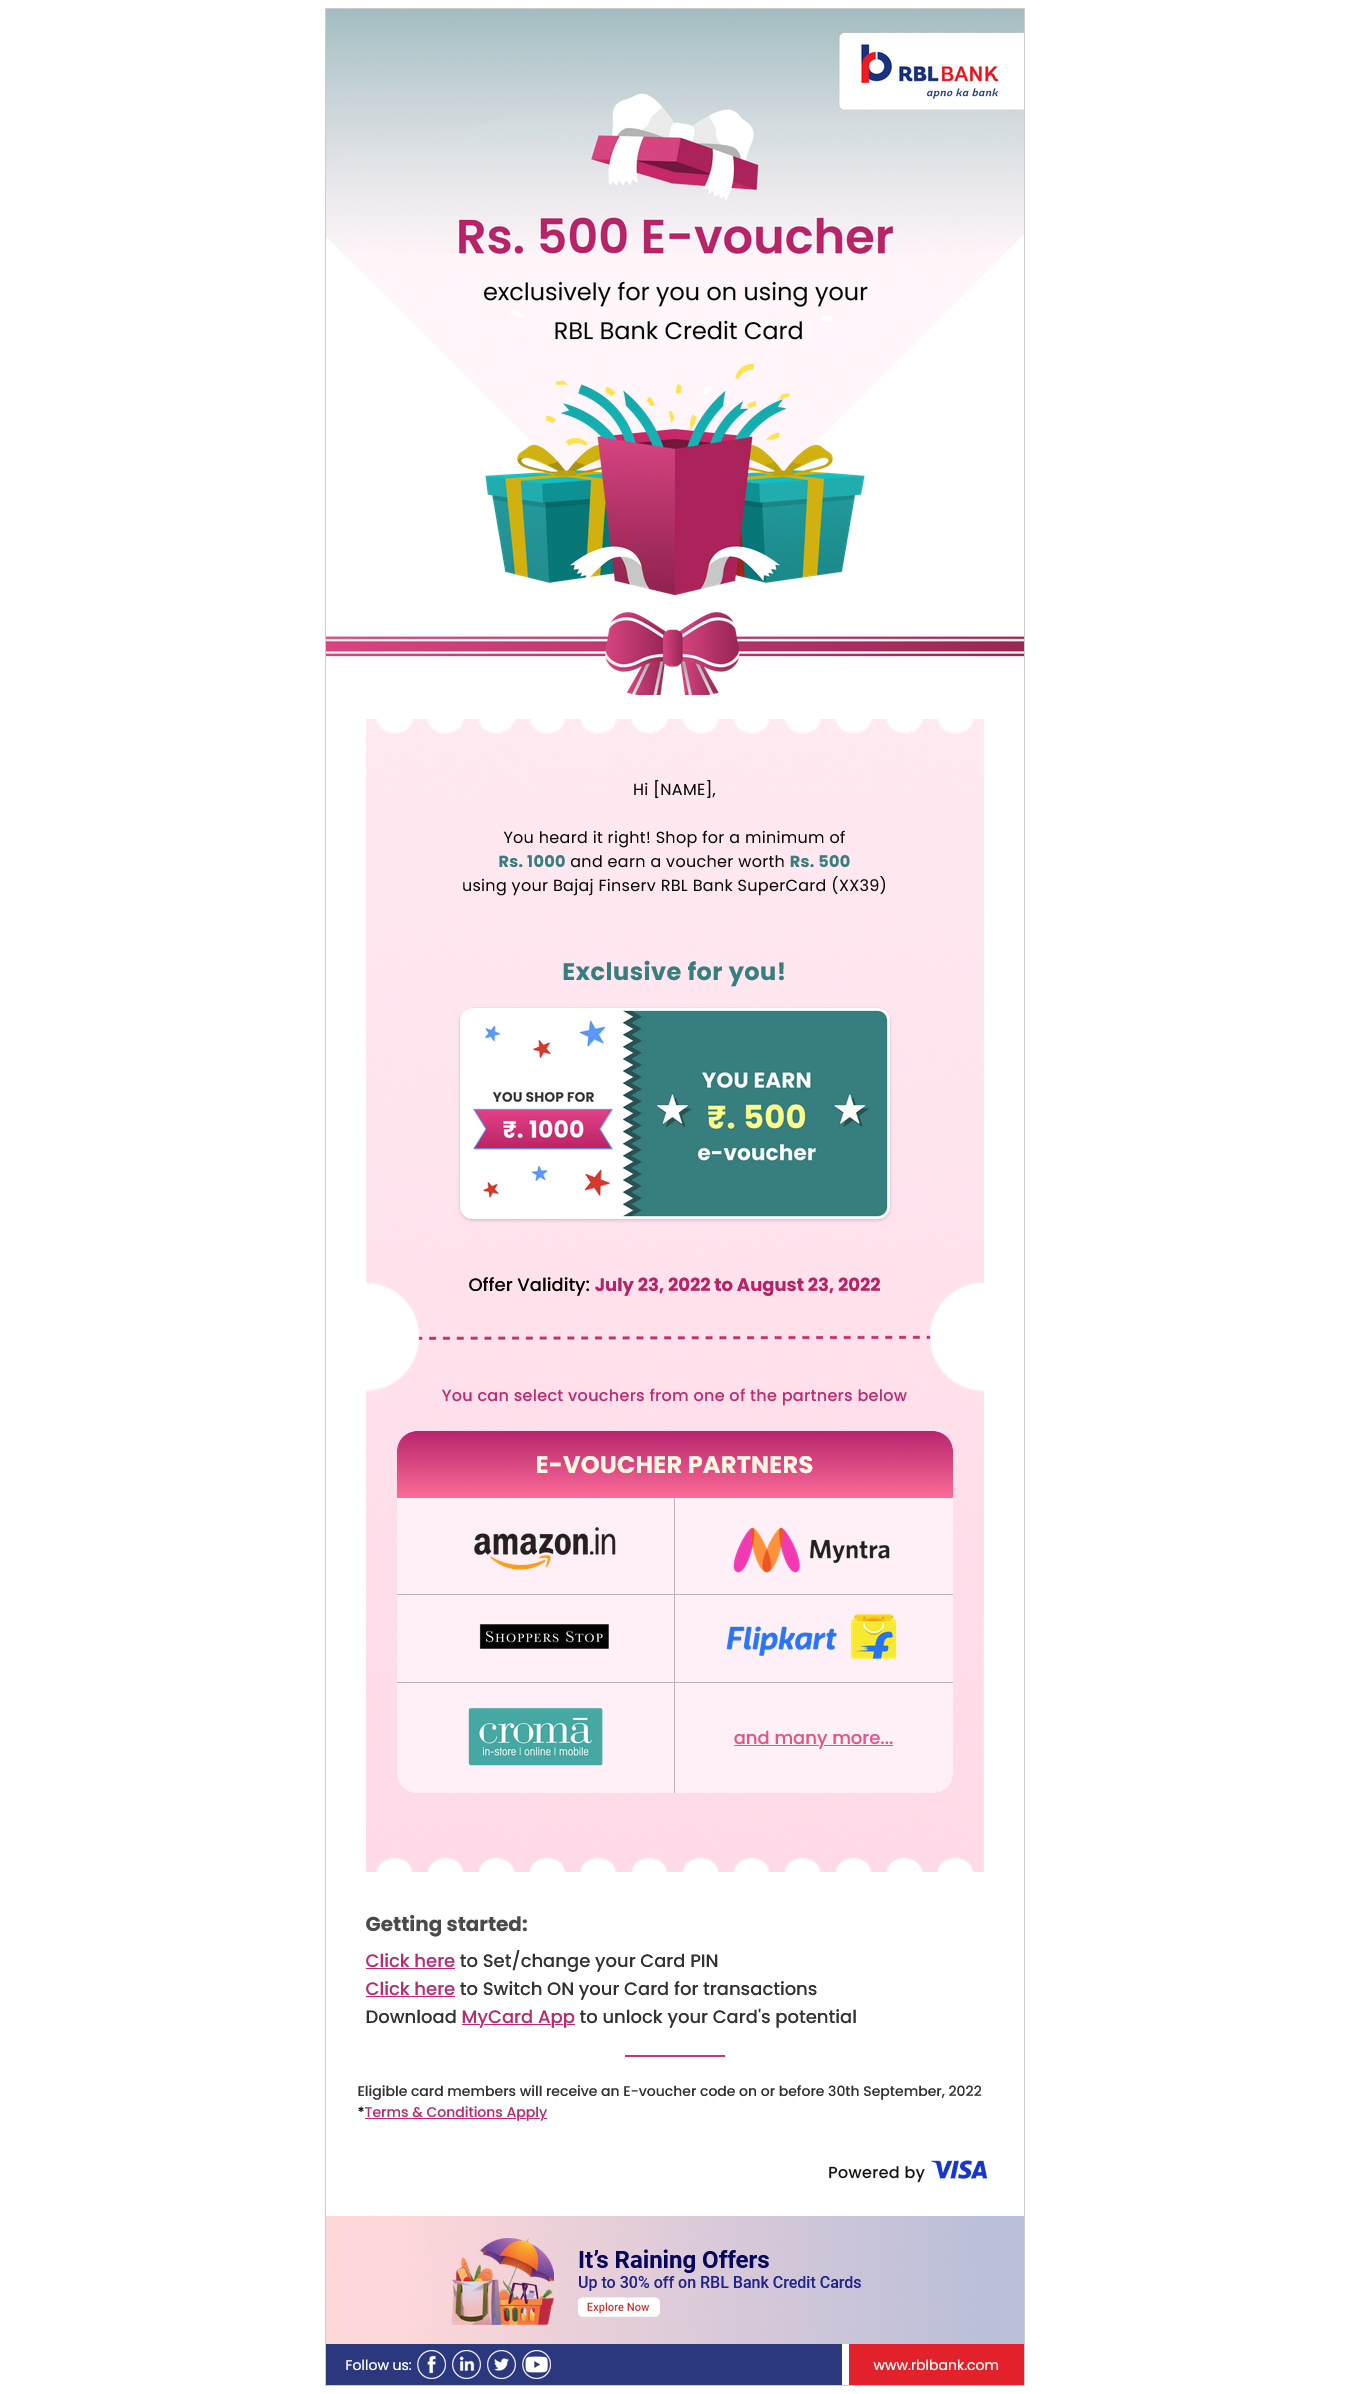 RBL BANK
apno ka bank
Rs. 500 E-voucher
exclusively for you on using your
RBL Bank Credit Card
Hi [NAME],
You heard it right! Shop for a minimum of
Rs. 1000 and earn a voucher worth Rs. 500
using your Bajaj Finserv RBL Bank SuperCard (XX39)
Exclusive for you!
YOU SHOP FOR
₹. 1000
YOU EARN
₹. 500
e-voucher
Offer Validity: July 23, 2022 to August 23, 2022
You can select vouchers from one of the partners below
E-VOUCHER PARTNERS
amazon.in
Myntra
SHOPPERS STOP
Flipkart
cromā
in-store | online | mobile
and many more...
Getting started:
Click here to Set/change your Card PIN
Click here to Switch ON your Card for transactions
Download MyCard App to unlock your Card's potential
Eligible card members will receive an E-voucher code on or before 30th September, 2022
*Terms & Conditions Apply
Powered by VISA
It's Raining Offers
Up to 30% off on RBL Bank Credit Cards
Explore Now
Follow us:
www.rblbank.com